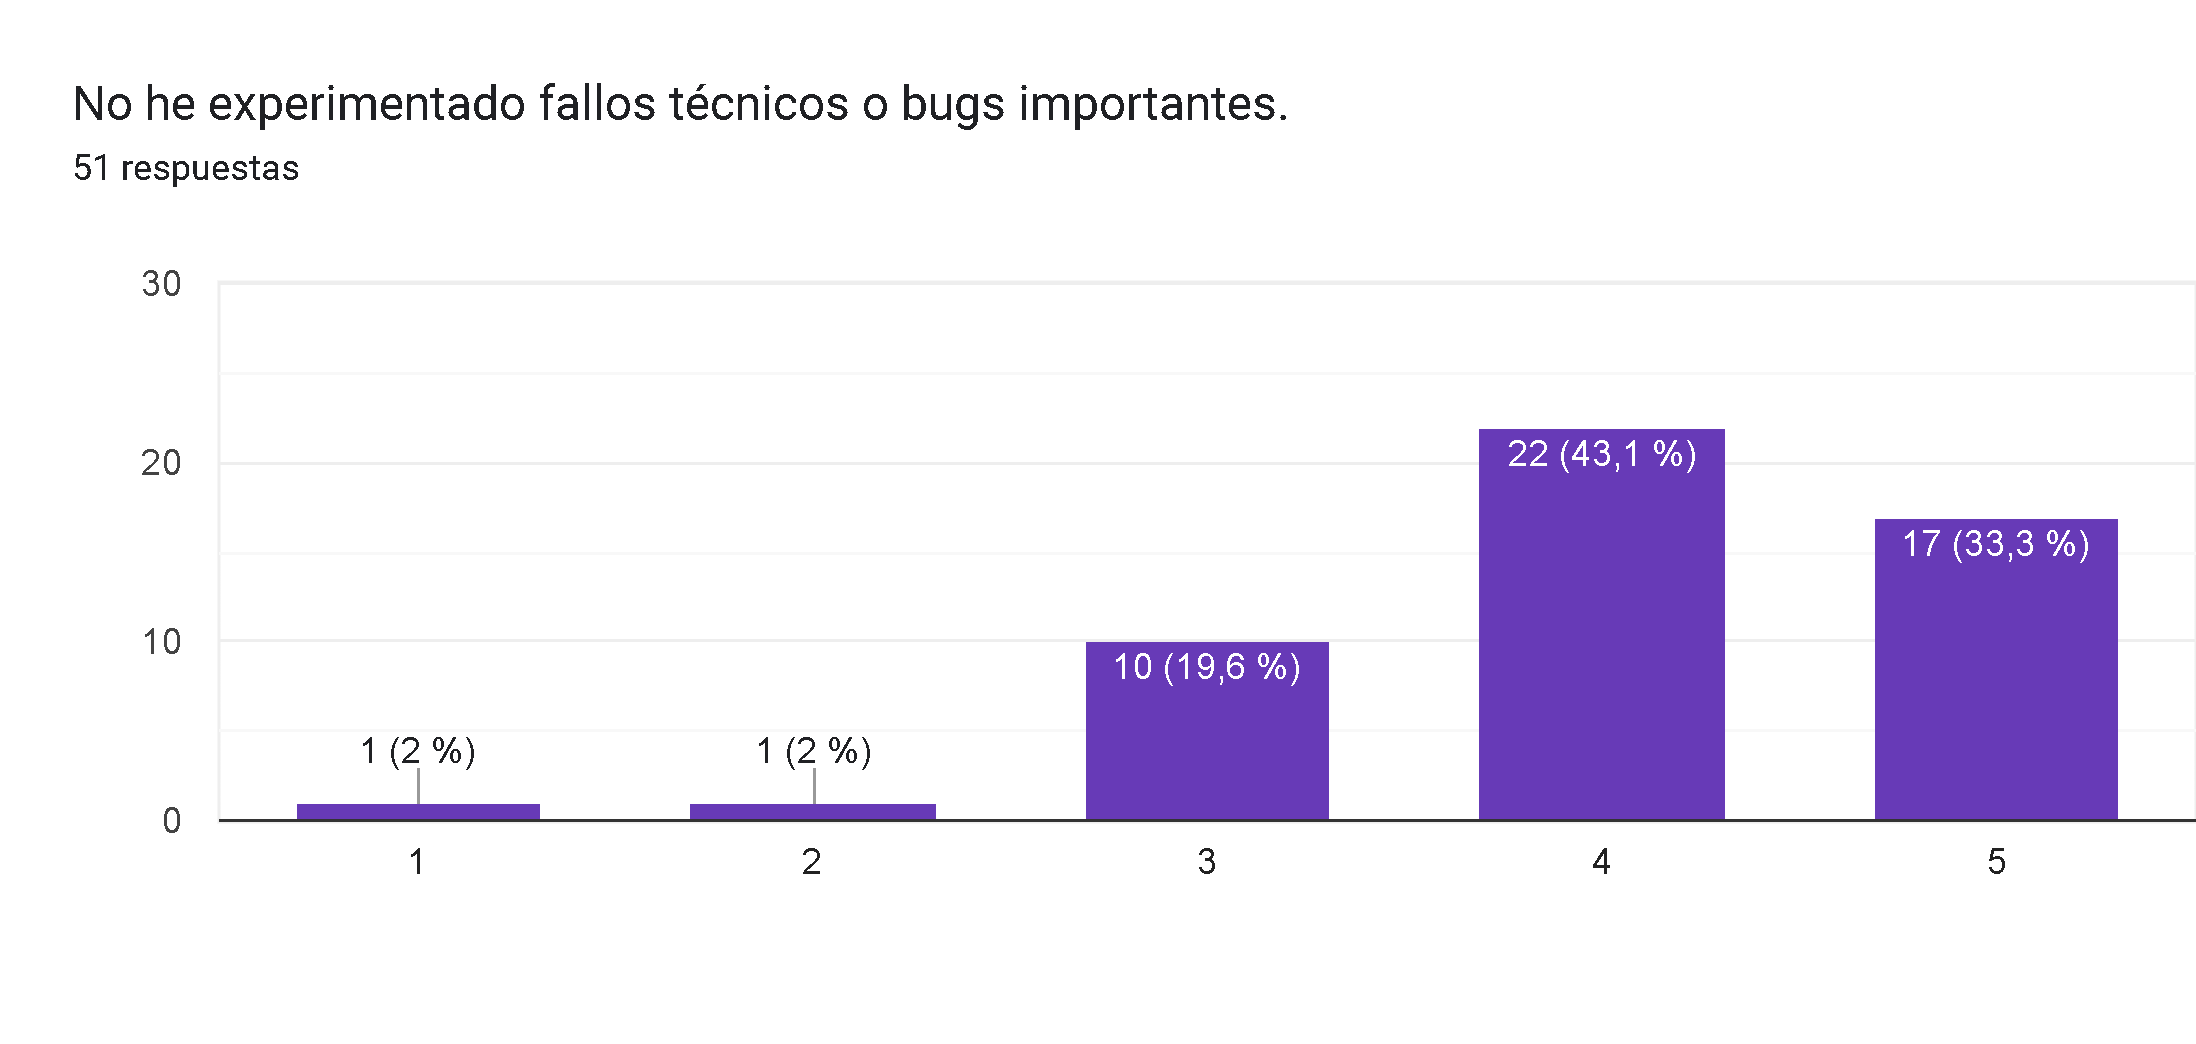 No he experimentado fallos técnicos o bugs importantes.
51 respuestas
30
20
10
0
1 (2 %)
1 (2 %)
10 (19,6 %)
22 (43,1 %)
17 (33,3 %)
1
2
3
4
5